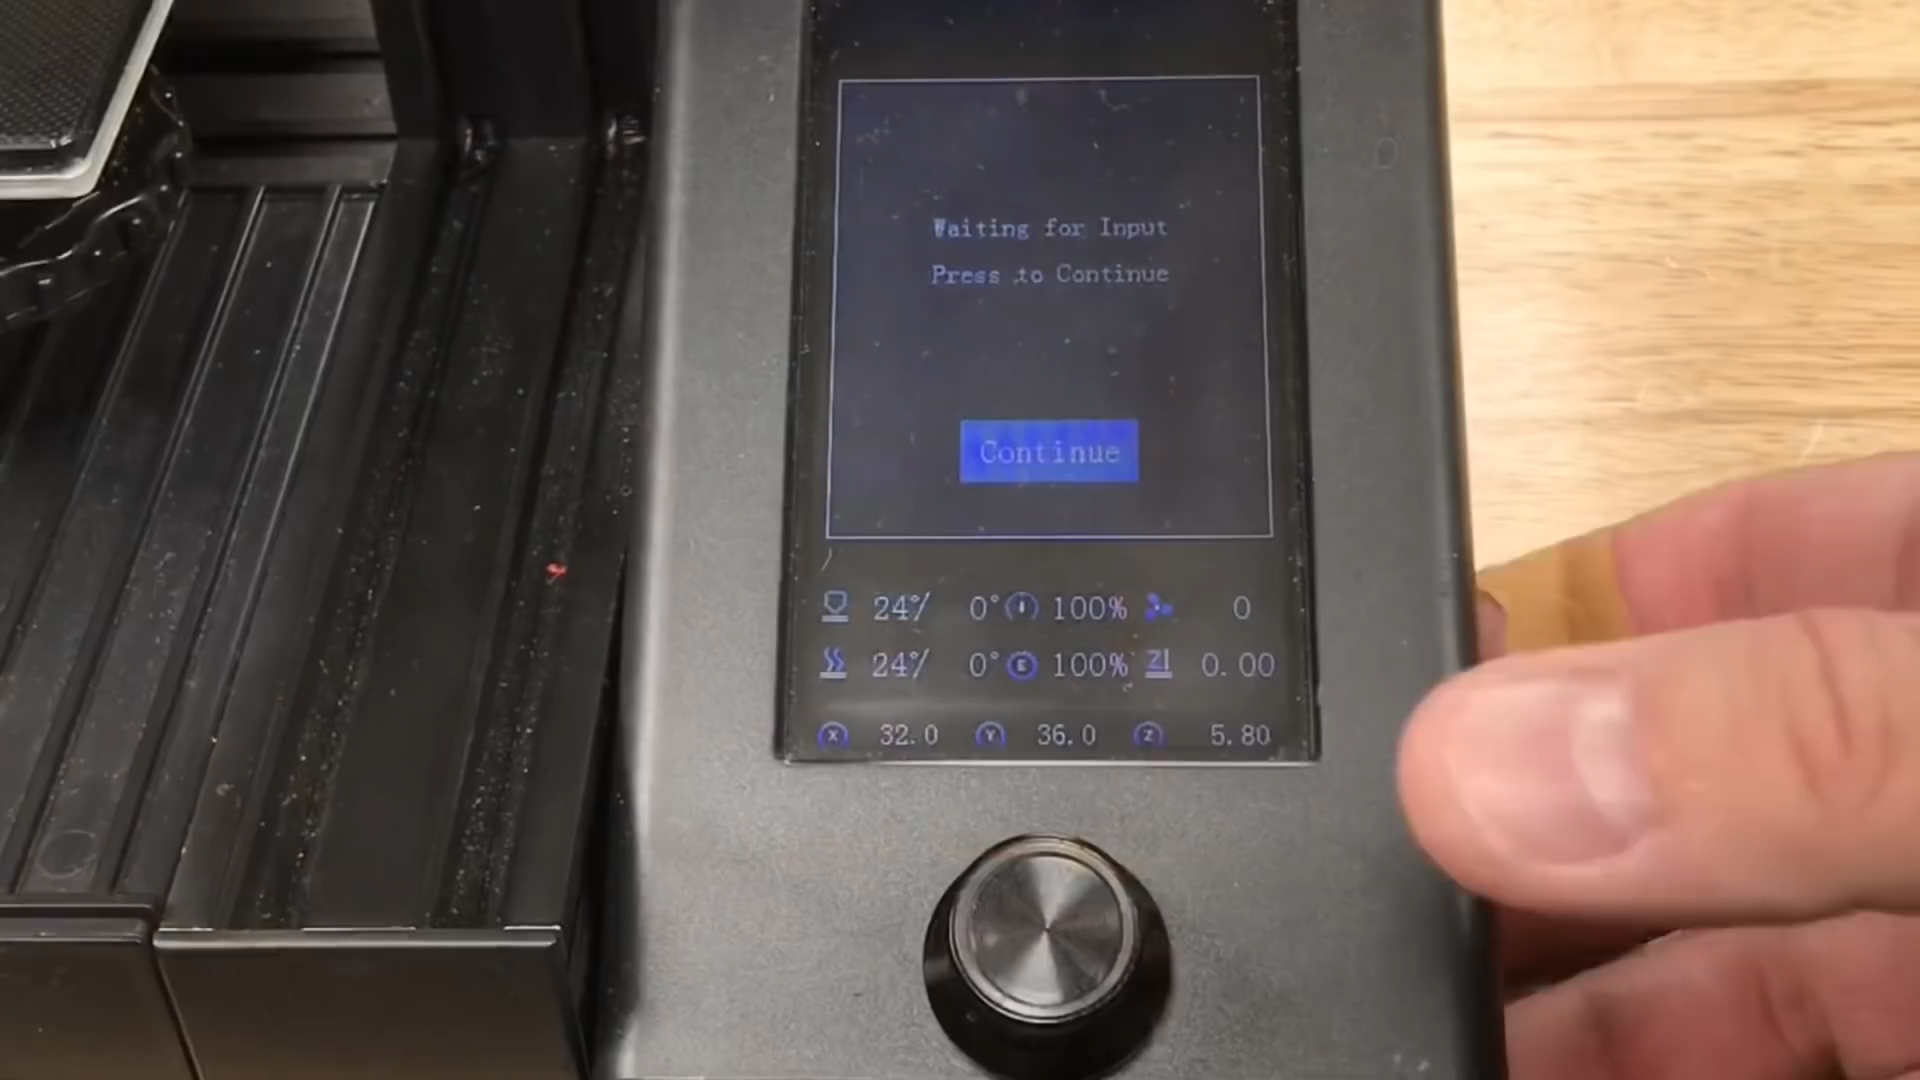 Waiting for Input
Press to Continue
Continue
24°/ 0° 100% 0
24°/ 0° E 100% Z 0.00
X 32.0 Y 36.0 Z 5.80